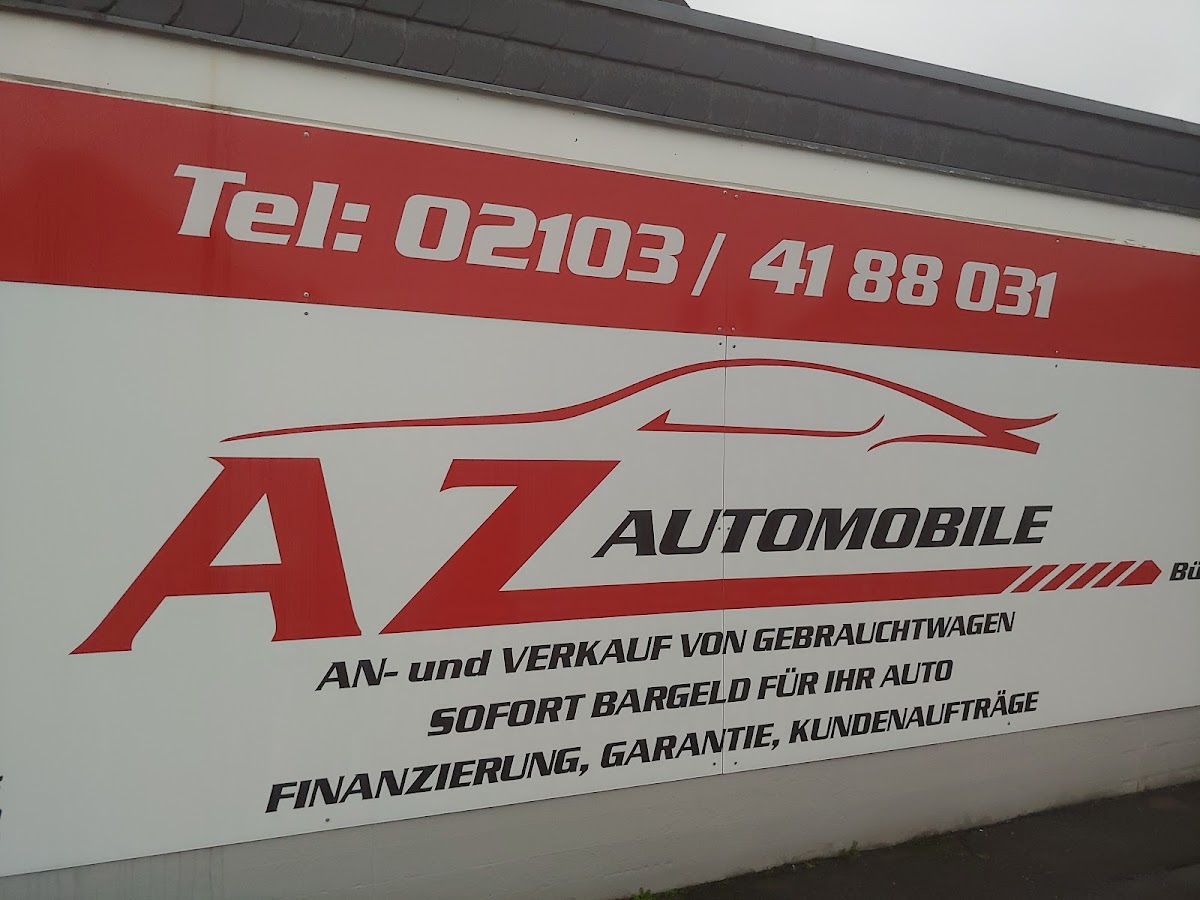 Tel: 02103 / 41 88 031
AZ AUTOMOBILE
AN- und VERKAUF VON GEBRAUCHTWAGEN
SOFORT BARGELD FÜR IHR AUTO
FINANZIERUNG, GARANTIE, KUNDENAUFTRÄGE